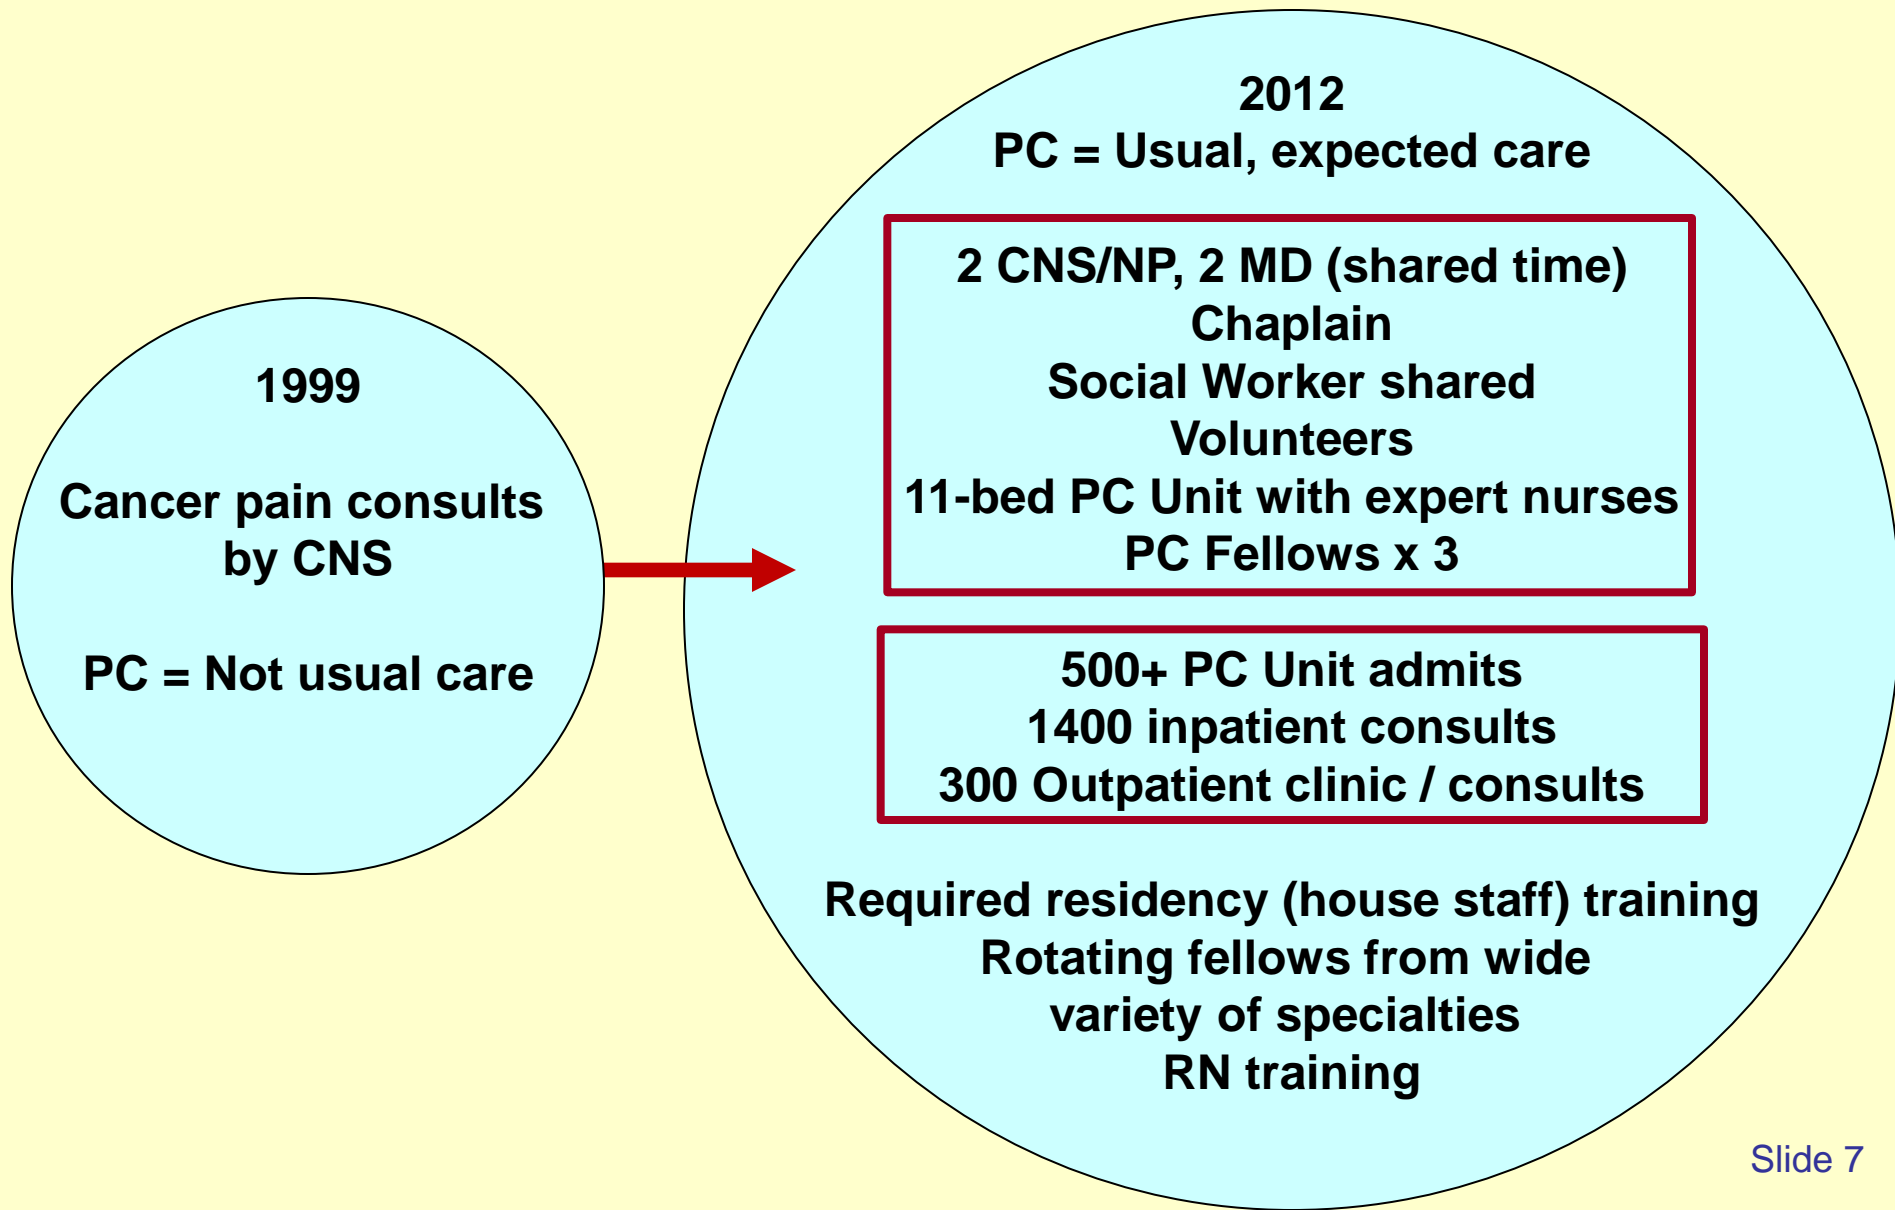 1999
Cancer pain consults
by CNS
PC = Not usual care
2012
PC = Usual, expected care
2 CNS/NP, 2 MD (shared time)
Chaplain
Social Worker shared
Volunteers
11-bed PC Unit with expert nurses
PC Fellows x 3
500+ PC Unit admits
1400 inpatient consults
300 Outpatient clinic / consults
Required residency (house staff) training
Rotating fellows from wide
variety of specialties
RN training
Slide 7